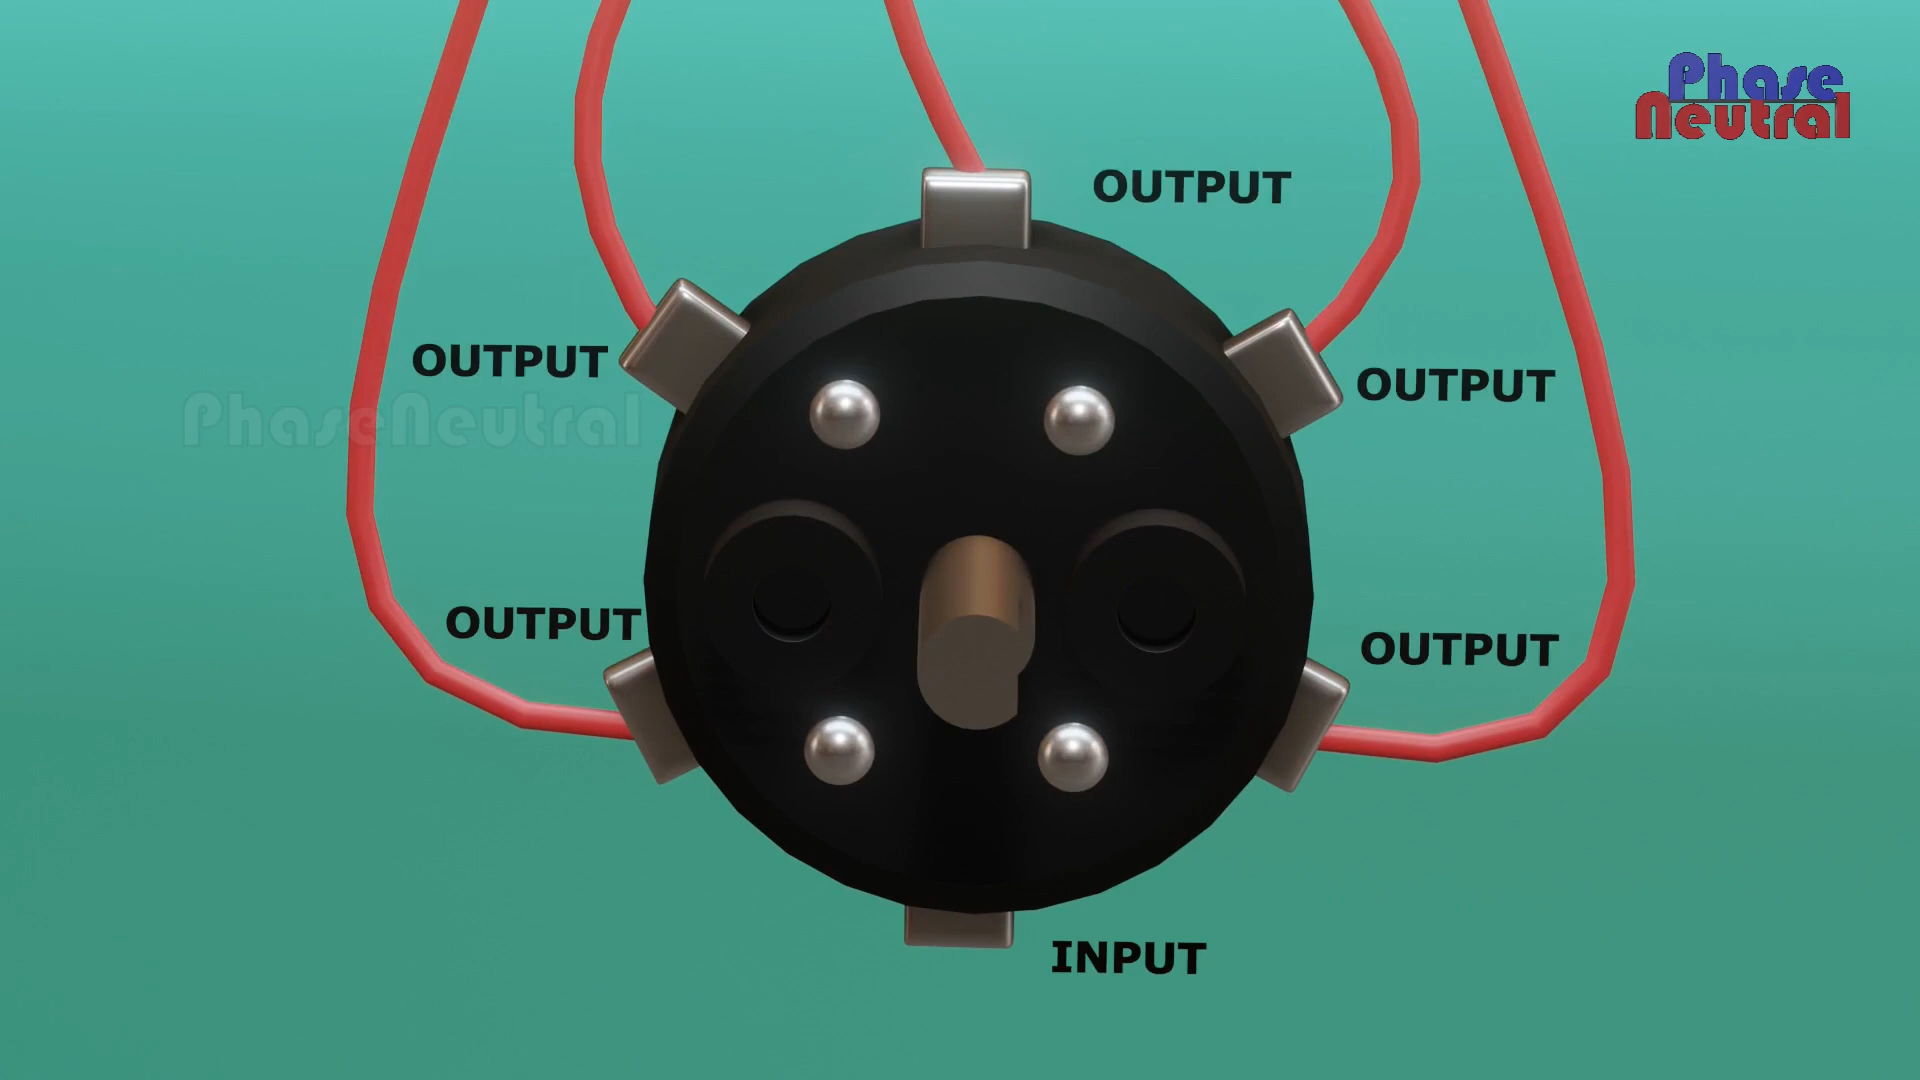 Phase
Neutral
OUTPUT
OUTPUT
OUTPUT
PhaseNeutral
OUTPUT
OUTPUT
INPUT